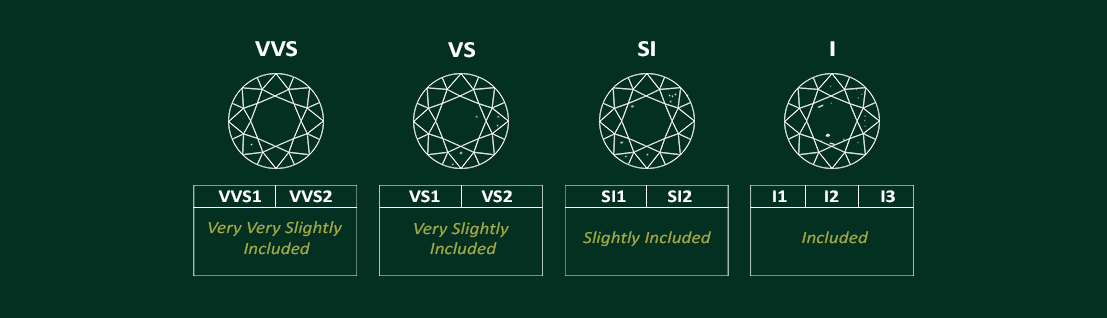 VVS
VS
SI
I
VVS1 VVS2
Very Very Slightly
Included
VS1 VS2
Very Slightly
Included
SI1 SI2
Slightly Included
I1 I2 I3
Included